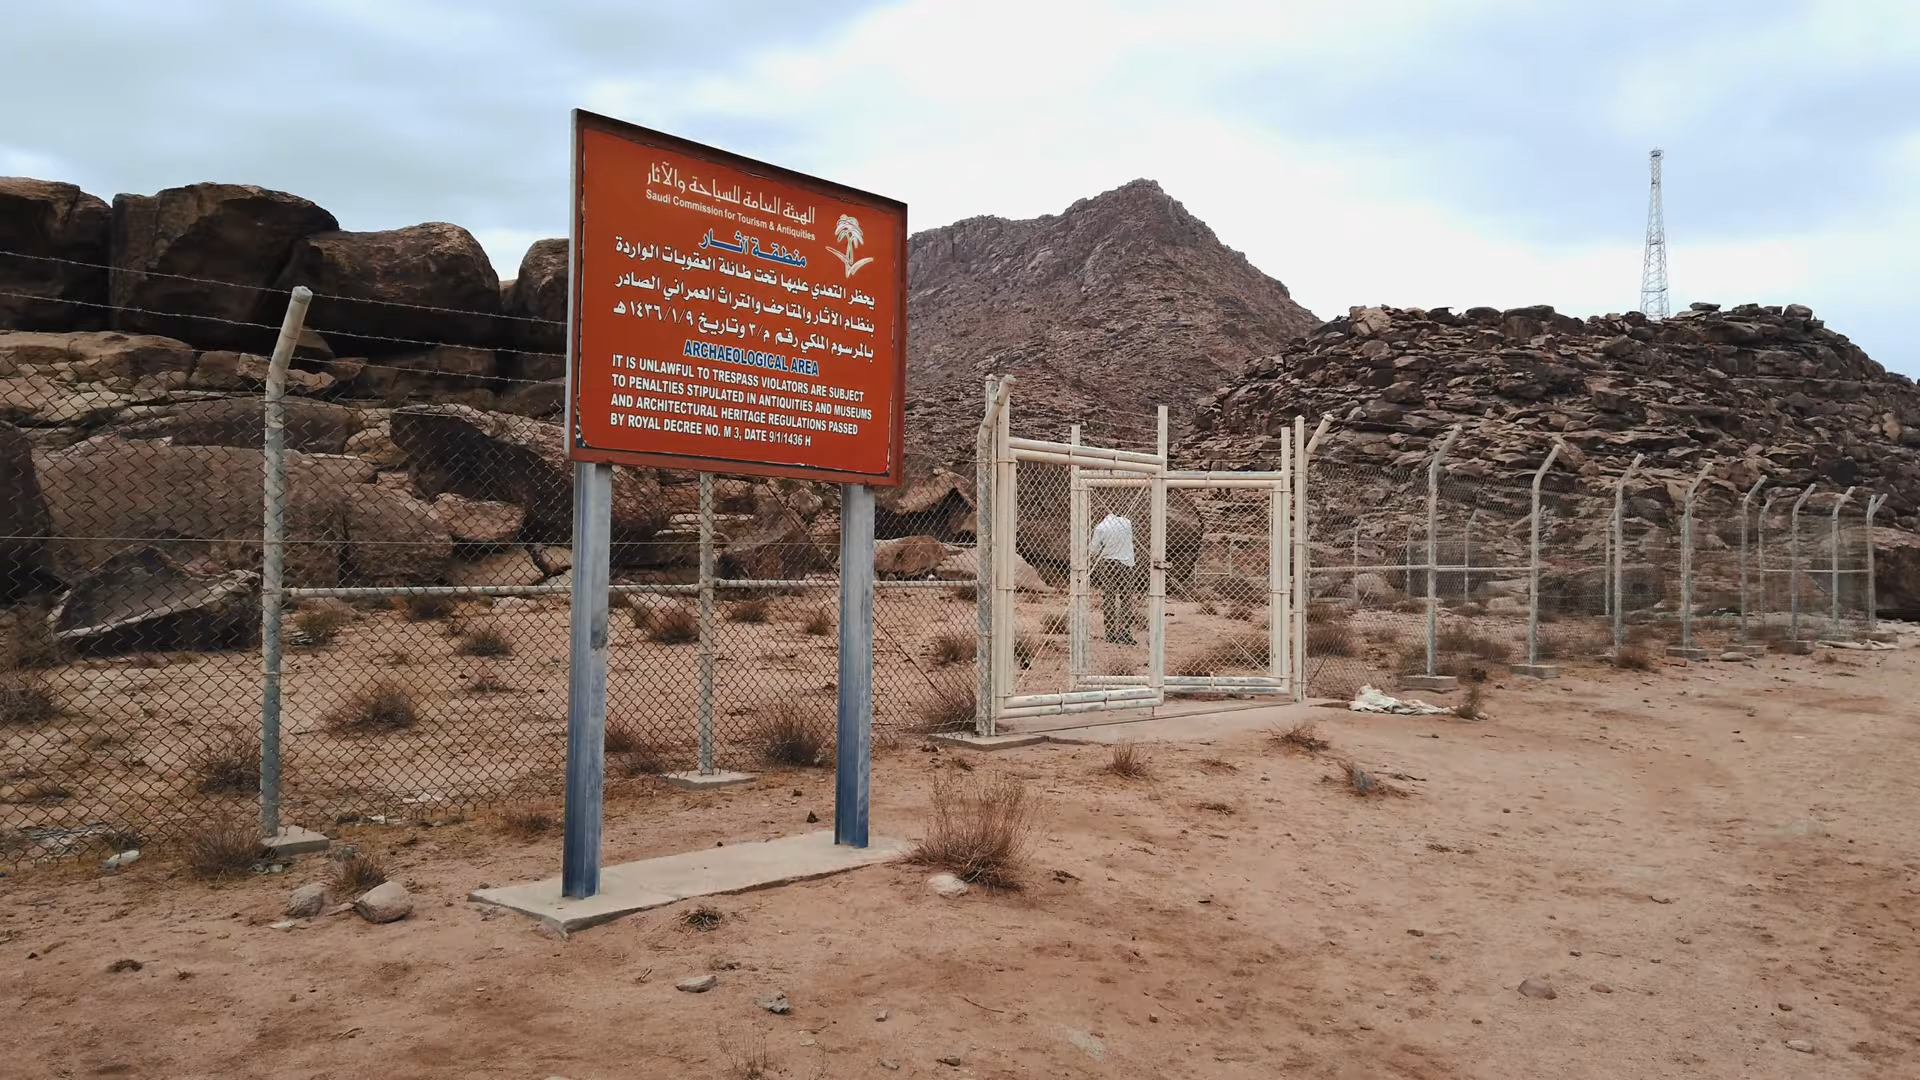 الهيئة العامة للسياحة والآثار
Saudi Commission for Tourism & Antiquities
منطقة آثار
يحظر التعدي عليها تحت طائلة العقوبات الواردة
بنظام الآثار والمتاحف والتراث العمراني الصادر
بالمرسوم الملكي رقم م/٣ وتاريخ ١٤٣٦/١/٩ هـ
ARCHAEOLOGICAL AREA
IT IS UNLAWFUL TO TRESPASS VIOLATORS ARE SUBJECT
TO PENALTIES STIPULATED IN ANTIQUITIES AND MUSEUMS
AND ARCHITECTURAL HERITAGE REGULATIONS PASSED
BY ROYAL DECREE NO. M 3, DATE 9/1/1436 H